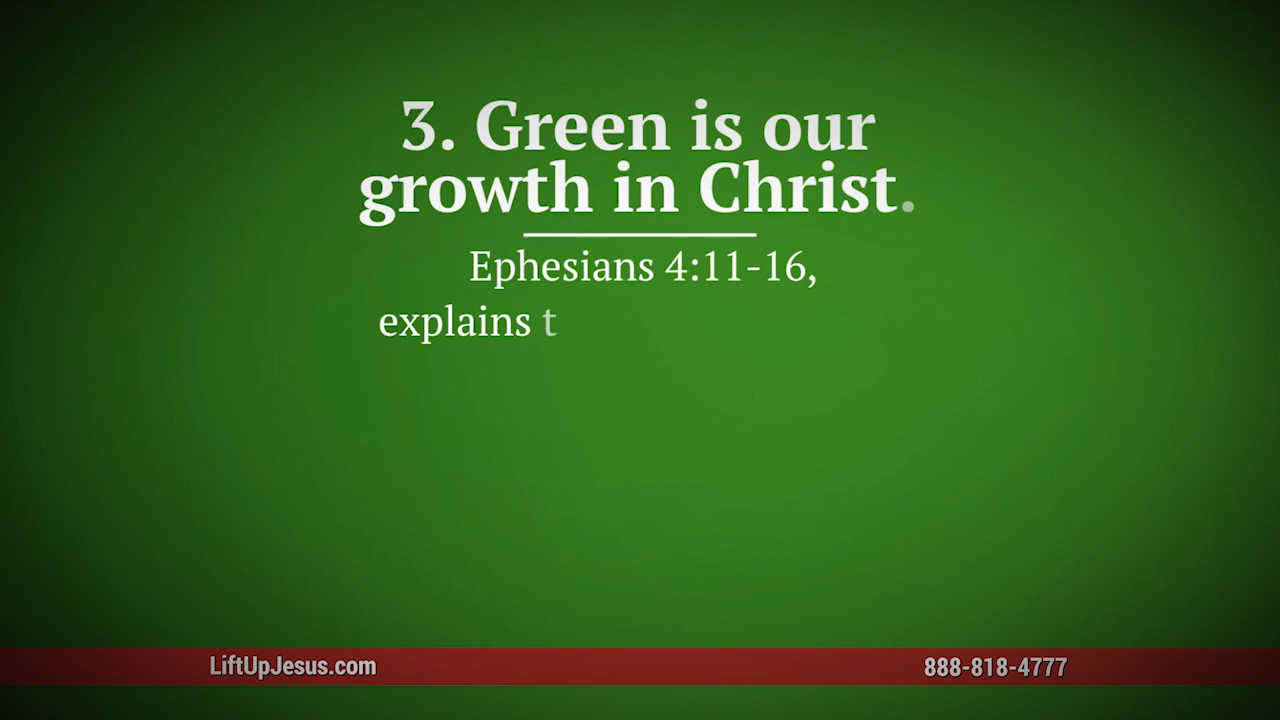 3. Green is our
growth in Christ.
Ephesians 4:11-16,
explains t
LiftUpJesus.com
888-818-4777